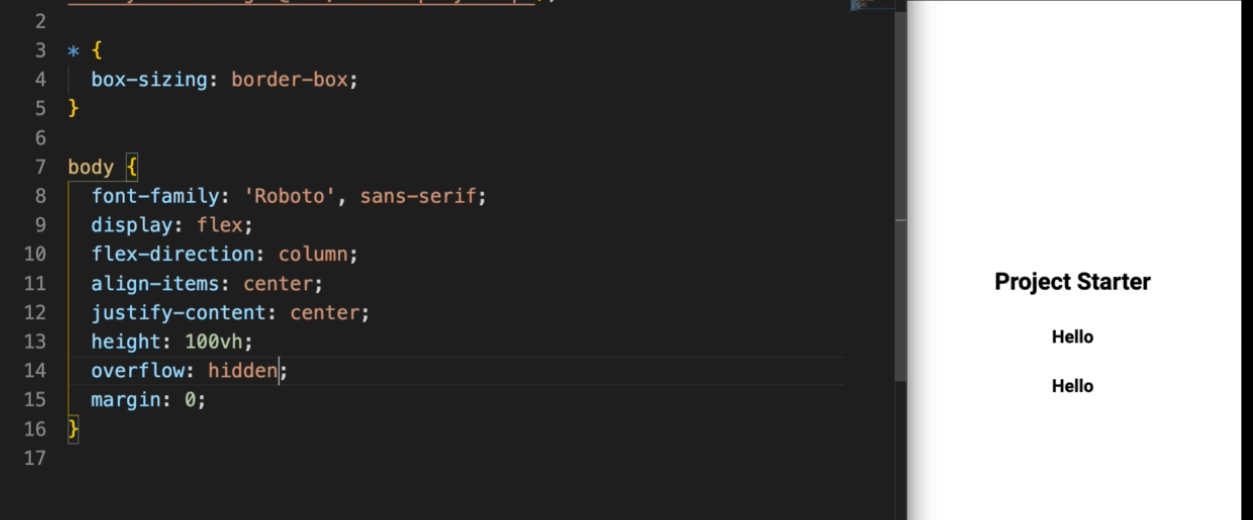 2
3 * {
4 box-sizing: border-box;
5 }
6
7 body {
8 font-family: 'Roboto', sans-serif;
9 display: flex;
10 flex-direction: column;
11 align-items: center;
12 justify-content: center;
13 height: 100vh;
14 overflow: hidden;
15 margin: 0;
16 }
17
Project Starter
Hello
Hello